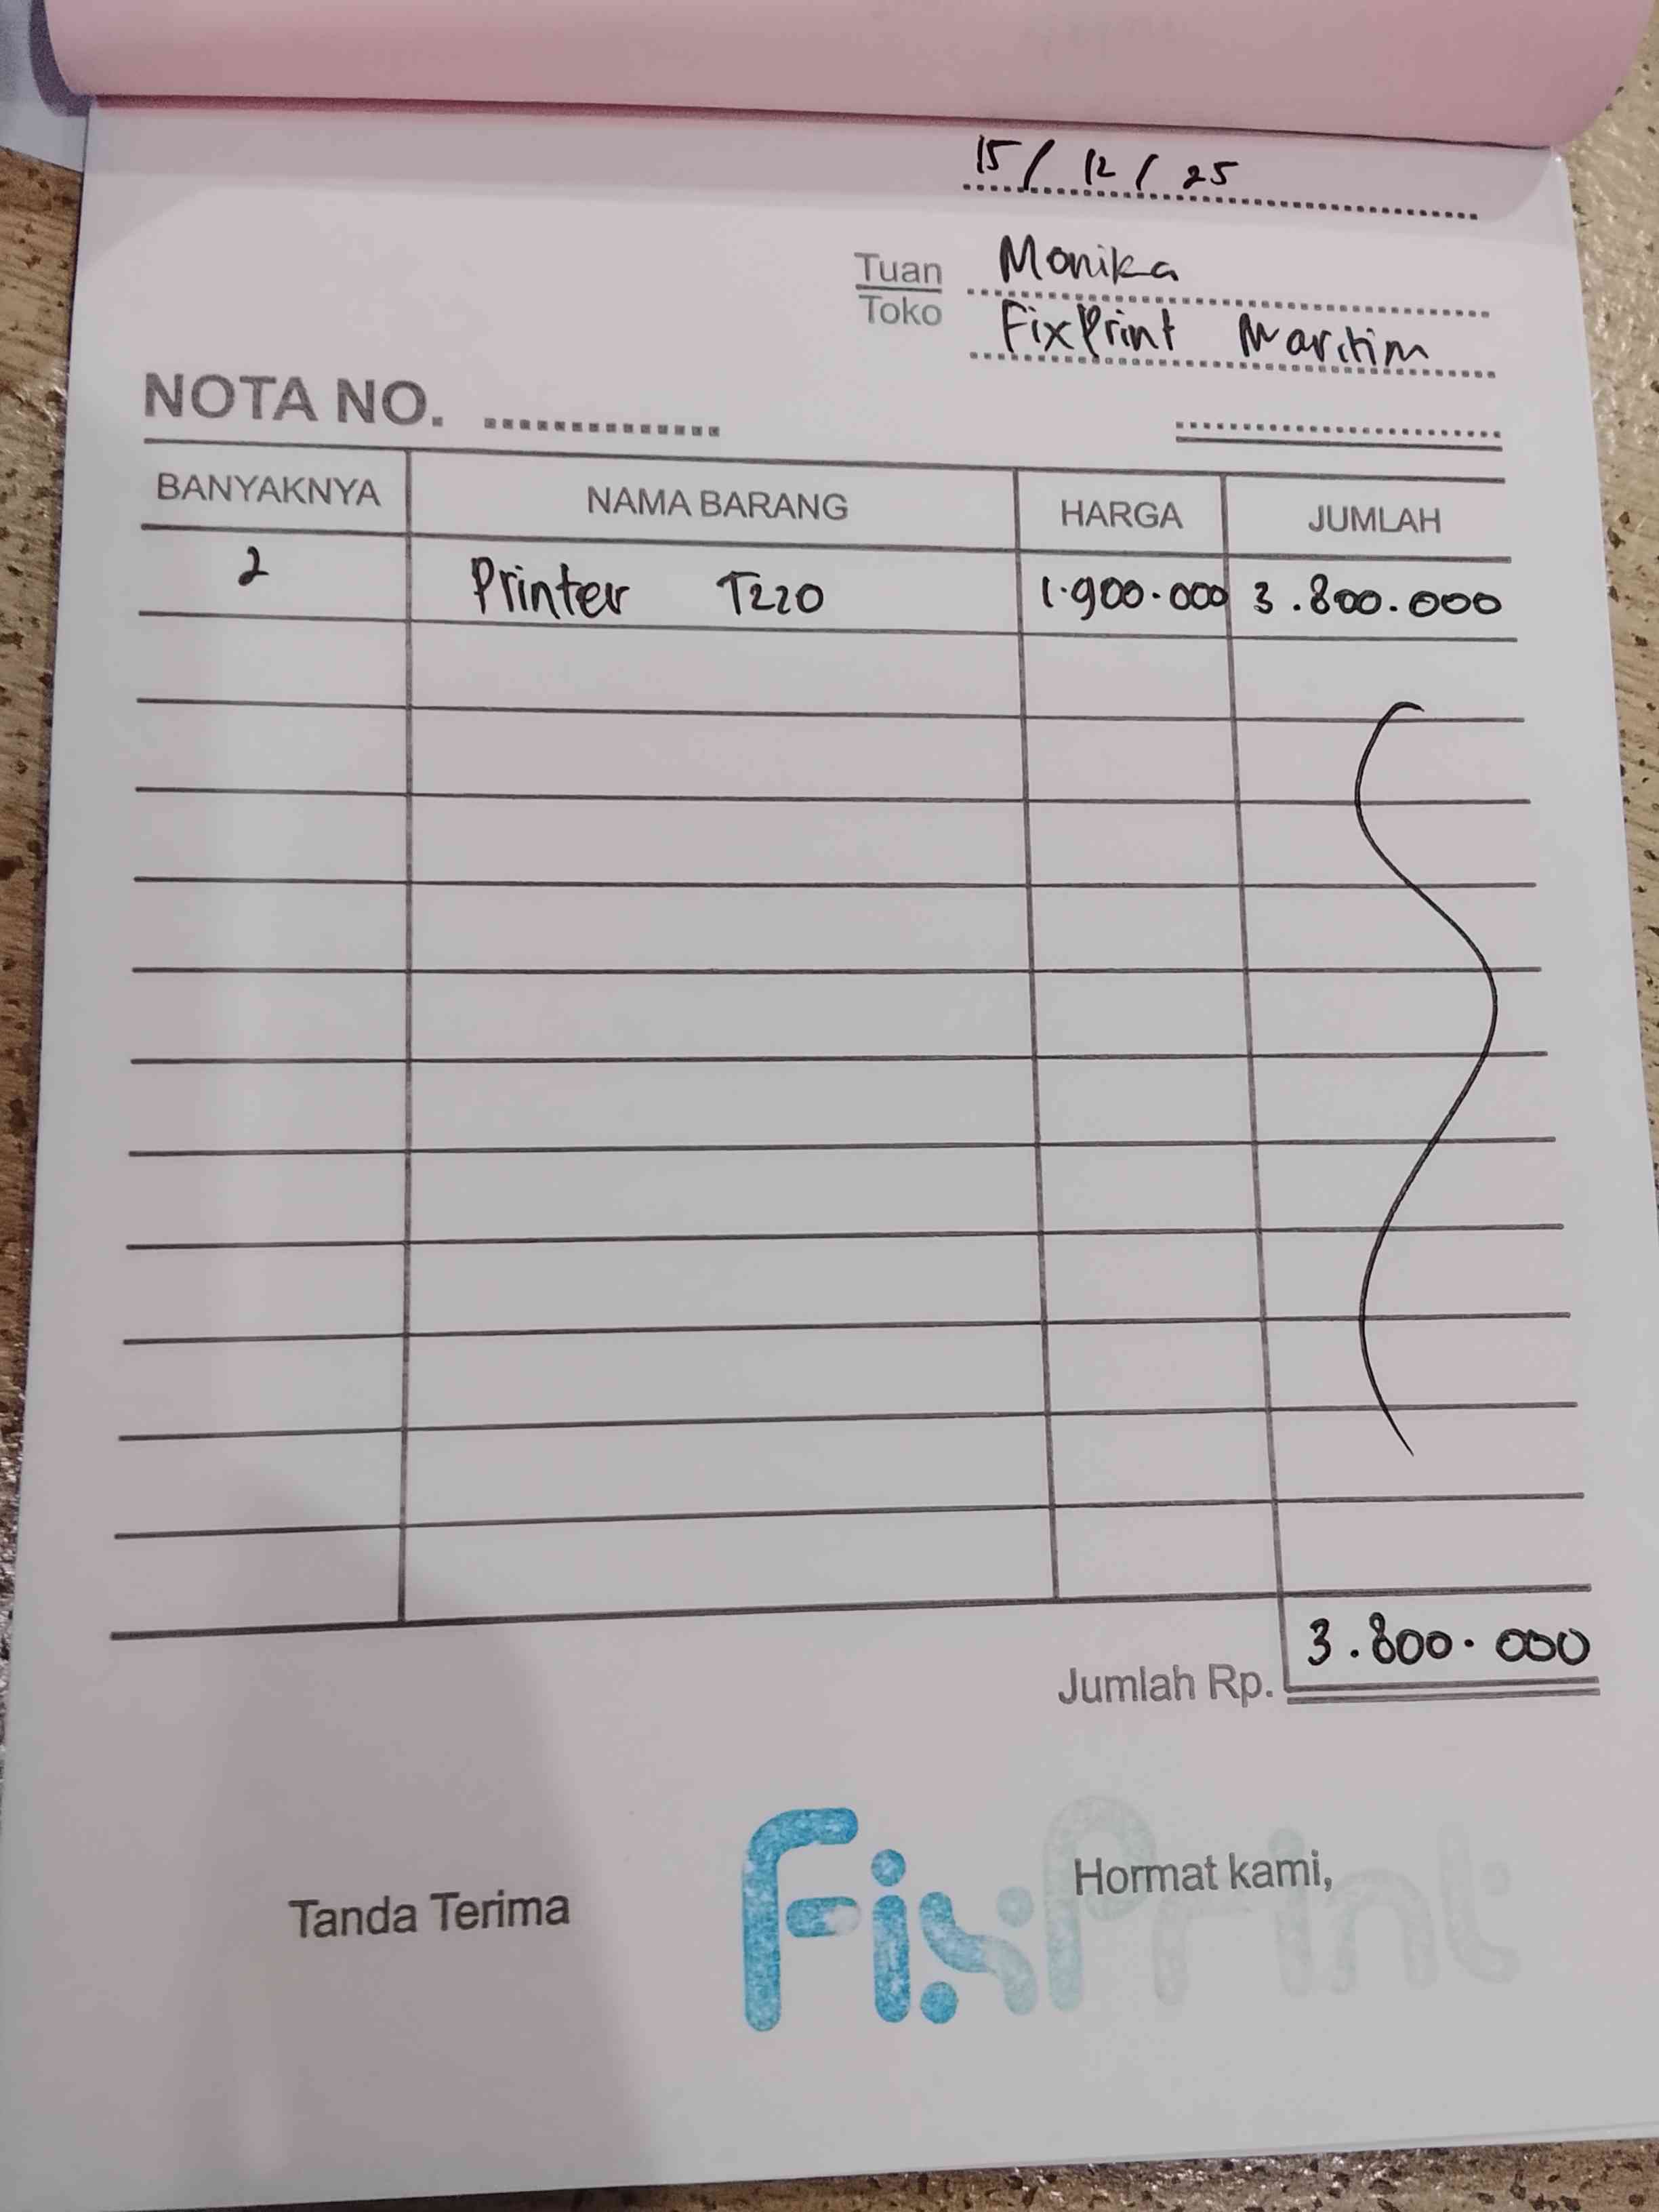 15/12/25
Tuan Monika
Toko FixPrint Maritim
NOTA NO.
BANYAKNYA NAMA BARANG HARGA JUMLAH
2 Printer T220 1.900.000 3.800.000
Jumlah Rp. 3.800.000
Tanda Terima Hormat kami,
FixPrint